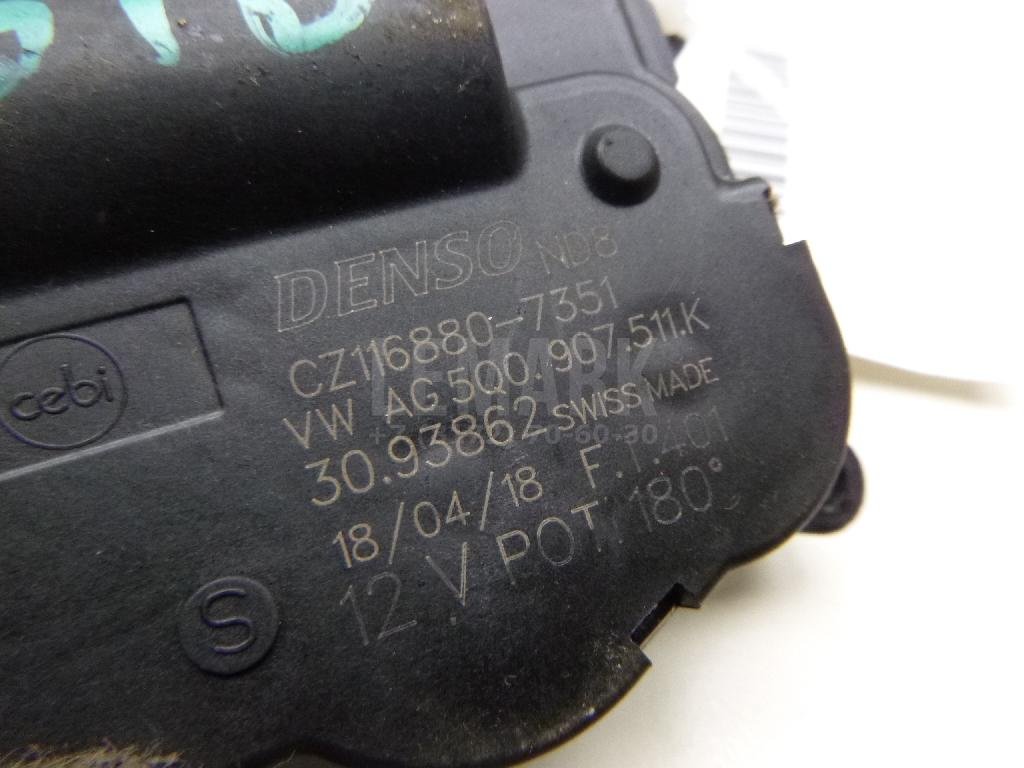 DENSO ND8
CZ116880-7351
VW AG 5Q0.907.511.K
30.93862 SWISS MADE
18/04/18 F.1.401
12 V POT 180°
cebi
S